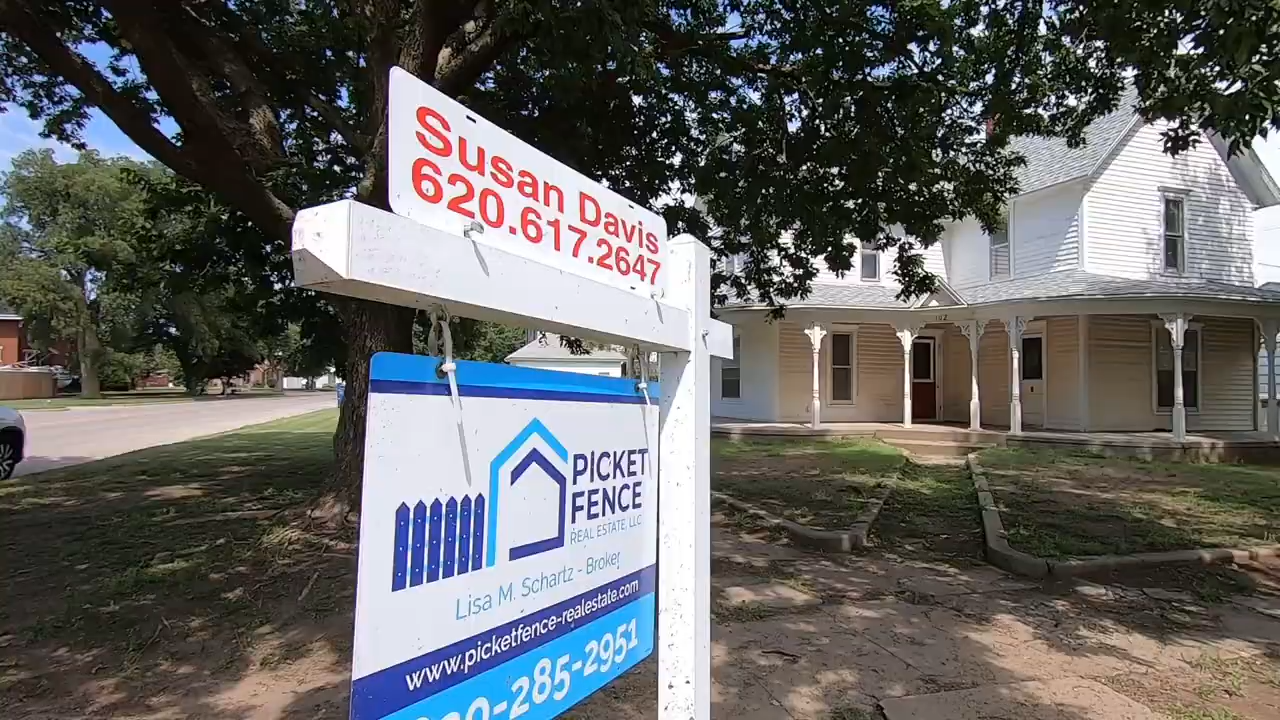 Susan Davis
620.617.2647
PICKET
FENCE
REAL ESTATE, LLC
Lisa M. Schartz - Broker
www.picketfence-realestate.com
-285-2951